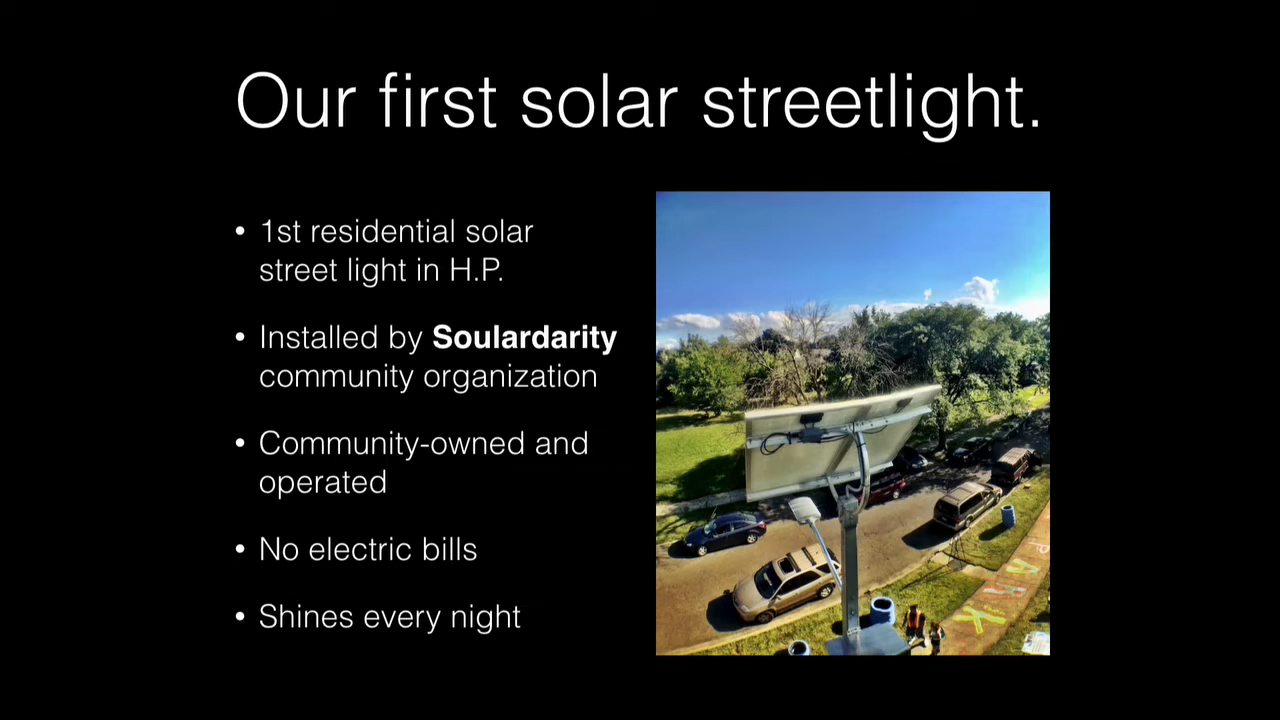 Our first solar streetlight.
• 1st residential solar
street light in H.P.
• Installed by Soulardarity
community organization
• Community-owned and
operated
• No electric bills
• Shines every night